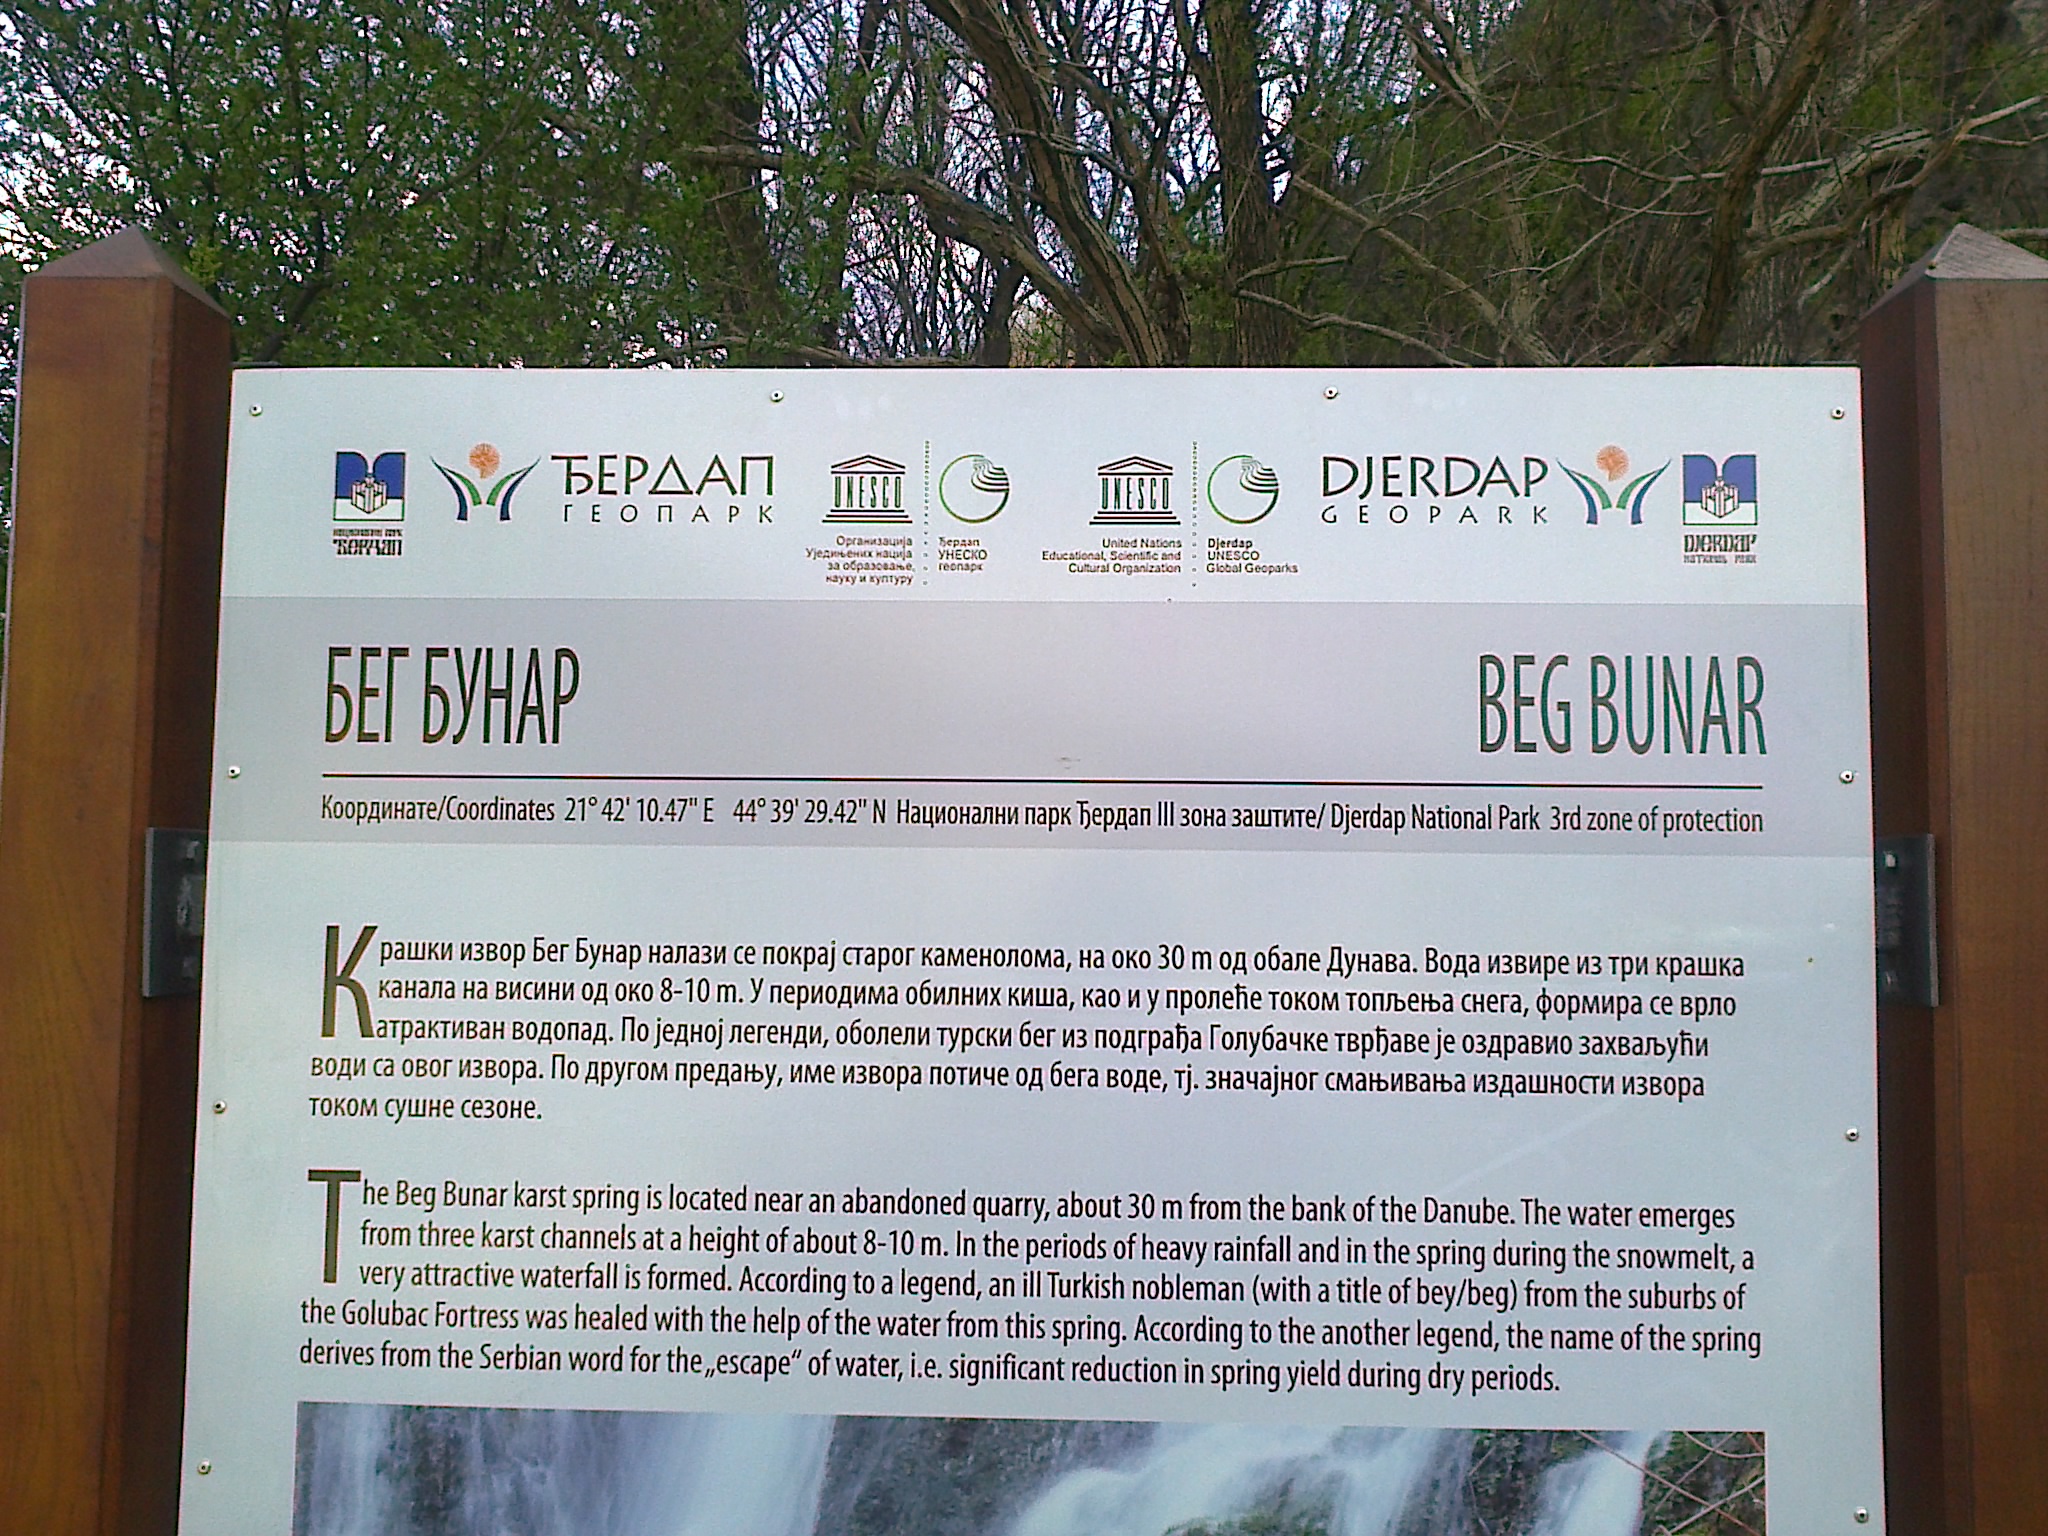 НАЦИОНАЛНИ ПАРК
ЂЕРДАП
ЂЕРДАП
ГЕОПАРК
UNESCO
Организација
Уједињених нација
за образовање,
науку и културу
Ђердап
УНЕСКО
геопарк
UNESCO
United Nations
Educational, Scientific and
Cultural Organization
Djerdap
UNESCO
Global Geoparks
DJERDAP
GEOPARK
DJERDAP
NATIONAL PARK
БЕГ БУНАР
BEG BUNAR
Координате/Coordinates 21° 42' 10.47" E 44° 39' 29.42" N Национални парк Ђердап III зона заштите/ Djerdap National Park 3rd zone of protection
Крашки извор Бег Бунар налази се покрај старог каменолома, на око 30 m од обале Дунава. Вода извире из три крашка
канала на висини од око 8-10 m. У периодима обилних киша, као и у пролеће током топљења снега, формира се врло
атрактиван водопад. По једној легенди, оболели турски бег из подграђа Голубачке тврђаве је оздравио захваљући
води са овог извора. По другом предању, име извора потиче од бега воде, тј. значајног смањивања издашности извора
током сушне сезоне.
The Beg Bunar karst spring is located near an abandoned quarry, about 30 m from the bank of the Danube. The water emerges
from three karst channels at a height of about 8-10 m. In the periods of heavy rainfall and in the spring during the snowmelt, a
very attractive waterfall is formed. According to a legend, an ill Turkish nobleman (with a title of bey/beg) from the suburbs of
the Golubac Fortress was healed with the help of the water from this spring. According to the another legend, the name of the spring
derives from the Serbian word for the „escape“ of water, i.e. significant reduction in spring yield during dry periods.